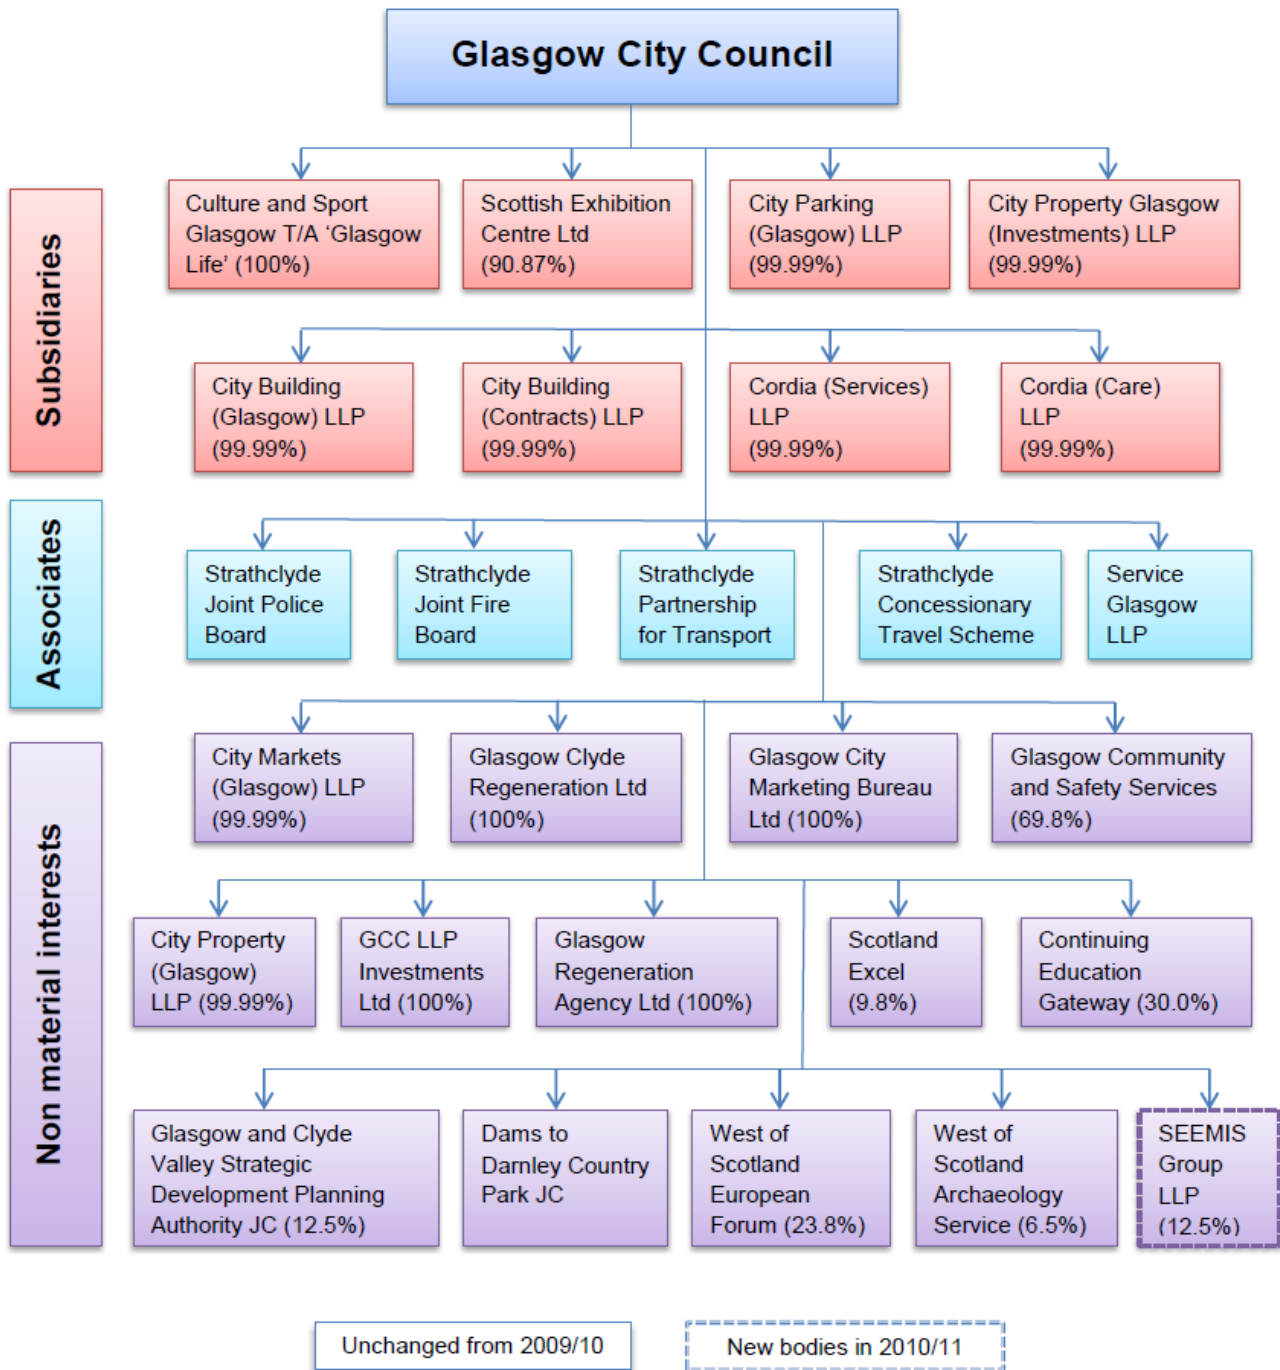 Glasgow City Council
Subsidiaries
Culture and Sport
Glasgow T/A ‘Glasgow
Life’ (100%)
Scottish Exhibition
Centre Ltd
(90.87%)
City Parking
(Glasgow) LLP
(99.99%)
City Property Glasgow
(Investments) LLP
(99.99%)
City Building
(Glasgow) LLP
(99.99%)
City Building
(Contracts) LLP
(99.99%)
Cordia (Services)
LLP
(99.99%)
Cordia (Care)
LLP
(99.99%)
Associates
Strathclyde
Joint Police
Board
Strathclyde
Joint Fire
Board
Strathclyde
Partnership
for Transport
Strathclyde
Concessionary
Travel Scheme
Service
Glasgow
LLP
Non material interests
City Markets
(Glasgow) LLP
(99.99%)
Glasgow Clyde
Regeneration Ltd
(100%)
Glasgow City
Marketing Bureau
Ltd (100%)
Glasgow Community
and Safety Services
(69.8%)
City Property
(Glasgow)
LLP (99.99%)
GCC LLP
Investments
Ltd (100%)
Glasgow
Regeneration
Agency Ltd (100%)
Scotland
Excel
(9.8%)
Continuing
Education
Gateway (30.0%)
Glasgow and Clyde
Valley Strategic
Development Planning
Authority JC (12.5%)
Dams to
Darnley Country
Park JC
West of
Scotland
European
Forum (23.8%)
West of
Scotland
Archaeology
Service (6.5%)
SEEMIS
Group
LLP
(12.5%)
Unchanged from 2009/10
New bodies in 2010/11